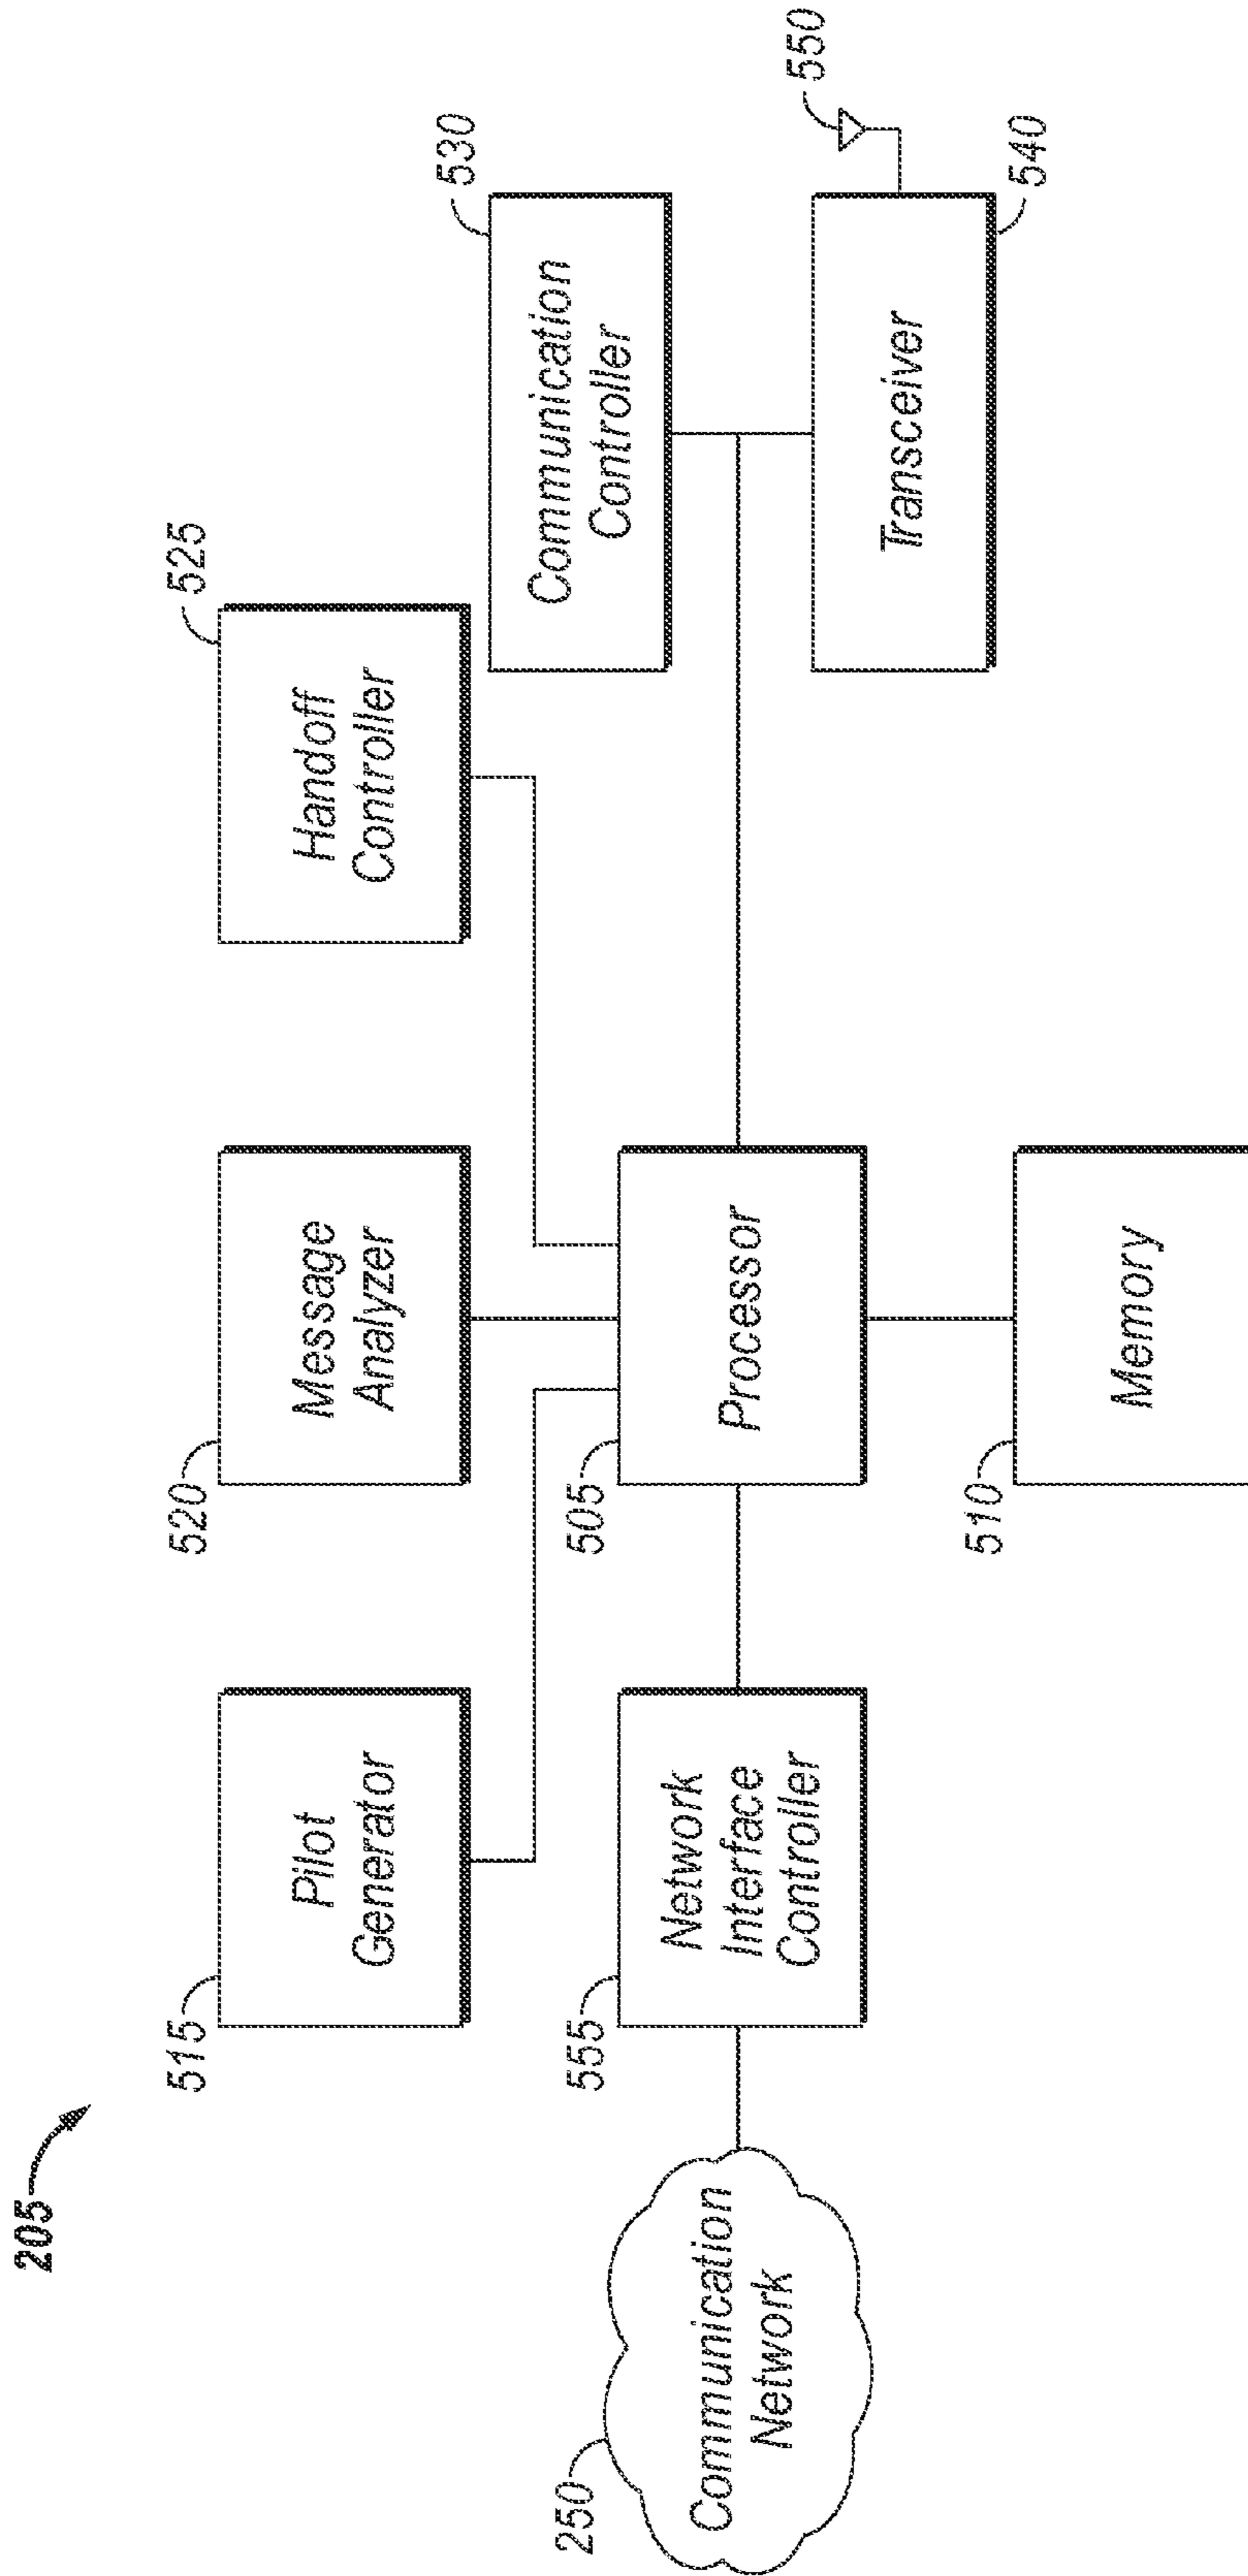 205
515
Pilot
Generator
520
Message
Analyzer
525
Handoff
Controller
250
Communication
Network
555
Network
Interface
Controller
505
Processor
530
Communication
Controller
510
Memory
Transceiver
540
550